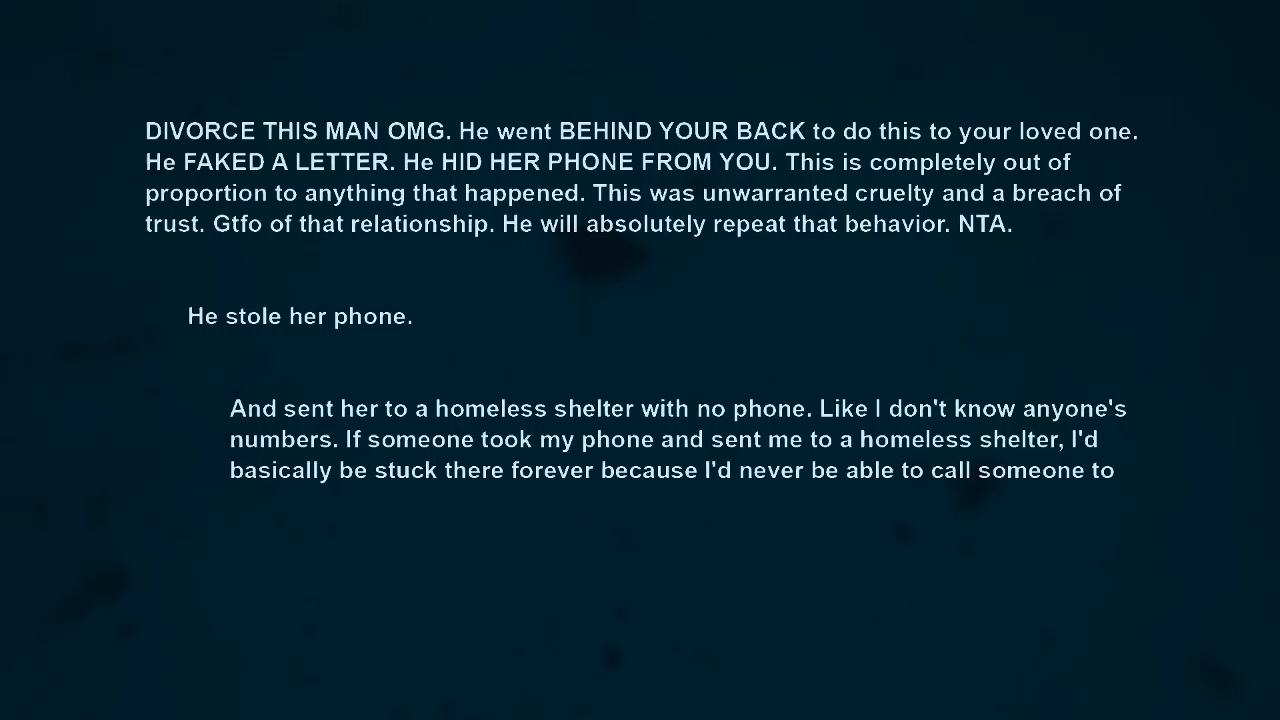 DIVORCE THIS MAN OMG. He went BEHIND YOUR BACK to do this to your loved one.
He FAKED A LETTER. He HID HER PHONE FROM YOU. This is completely out of
proportion to anything that happened. This was unwarranted cruelty and a breach of
trust. Gtfo of that relationship. He will absolutely repeat that behavior. NTA.
He stole her phone.
And sent her to a homeless shelter with no phone. Like I don't know anyone's
numbers. If someone took my phone and sent me to a homeless shelter, I'd
basically be stuck there forever because I'd never be able to call someone to